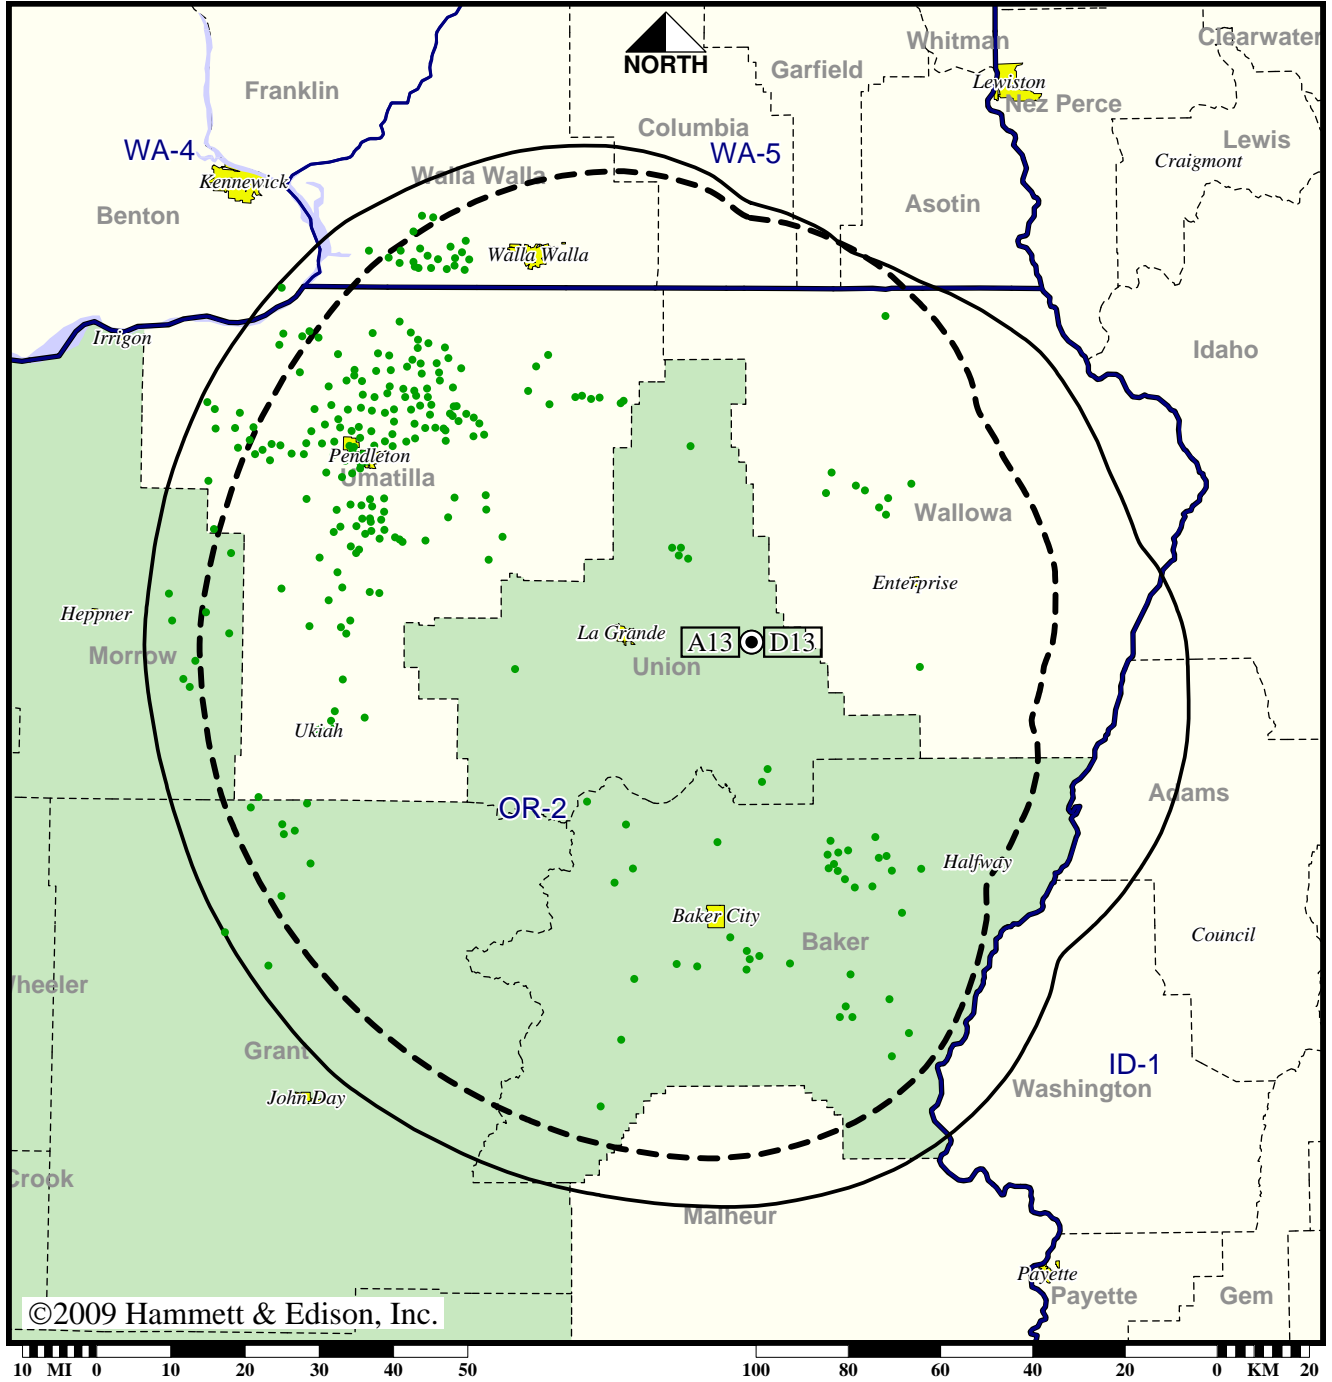 Whitman
Clearwater
NORTH
Garfield
Lewiston
Franklin
Nez Perce
Columbia
Lewis
WA-4
WA-5
Craigmont
Kennewick
Walla Walla
Benton
Asotin
Walla Walla
Irrigon
Idaho
Pendleton
Umatilla
Wallowa
Enterprise
Heppner
La Grande
A13 D13
Morrow
Union
Ukiah
Adams
OR-2
Halfway
Baker City
Council
Baker
Wheeler
Grant
ID-1
John Day
Washington
Crook
Malheur
Payette
Payette
Gem
©2009 Hammett & Edison, Inc.
10 MI 0 10 20 30 40 50 100 80 60 40 20 0 KM 20